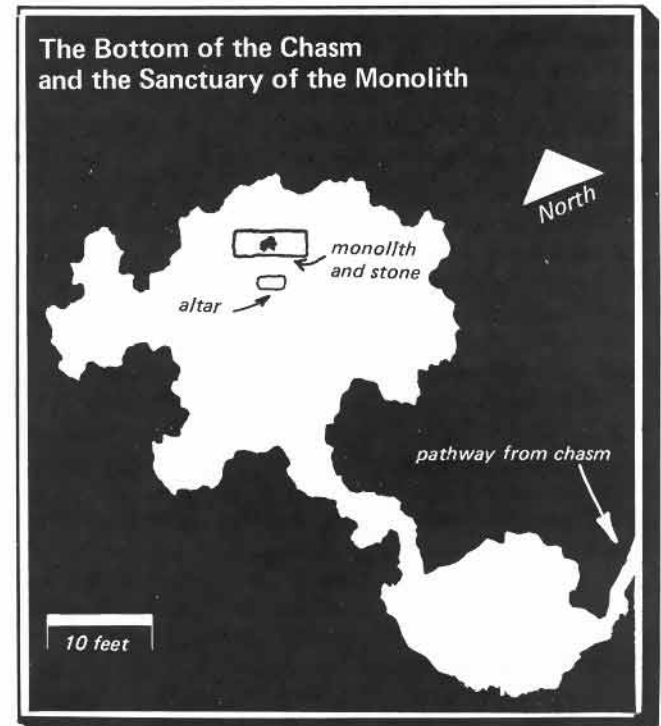 The Bottom of the Chasm
and the Sanctuary of the Monolith
North
monolith
and stone
altar
pathway from chasm
10 feet